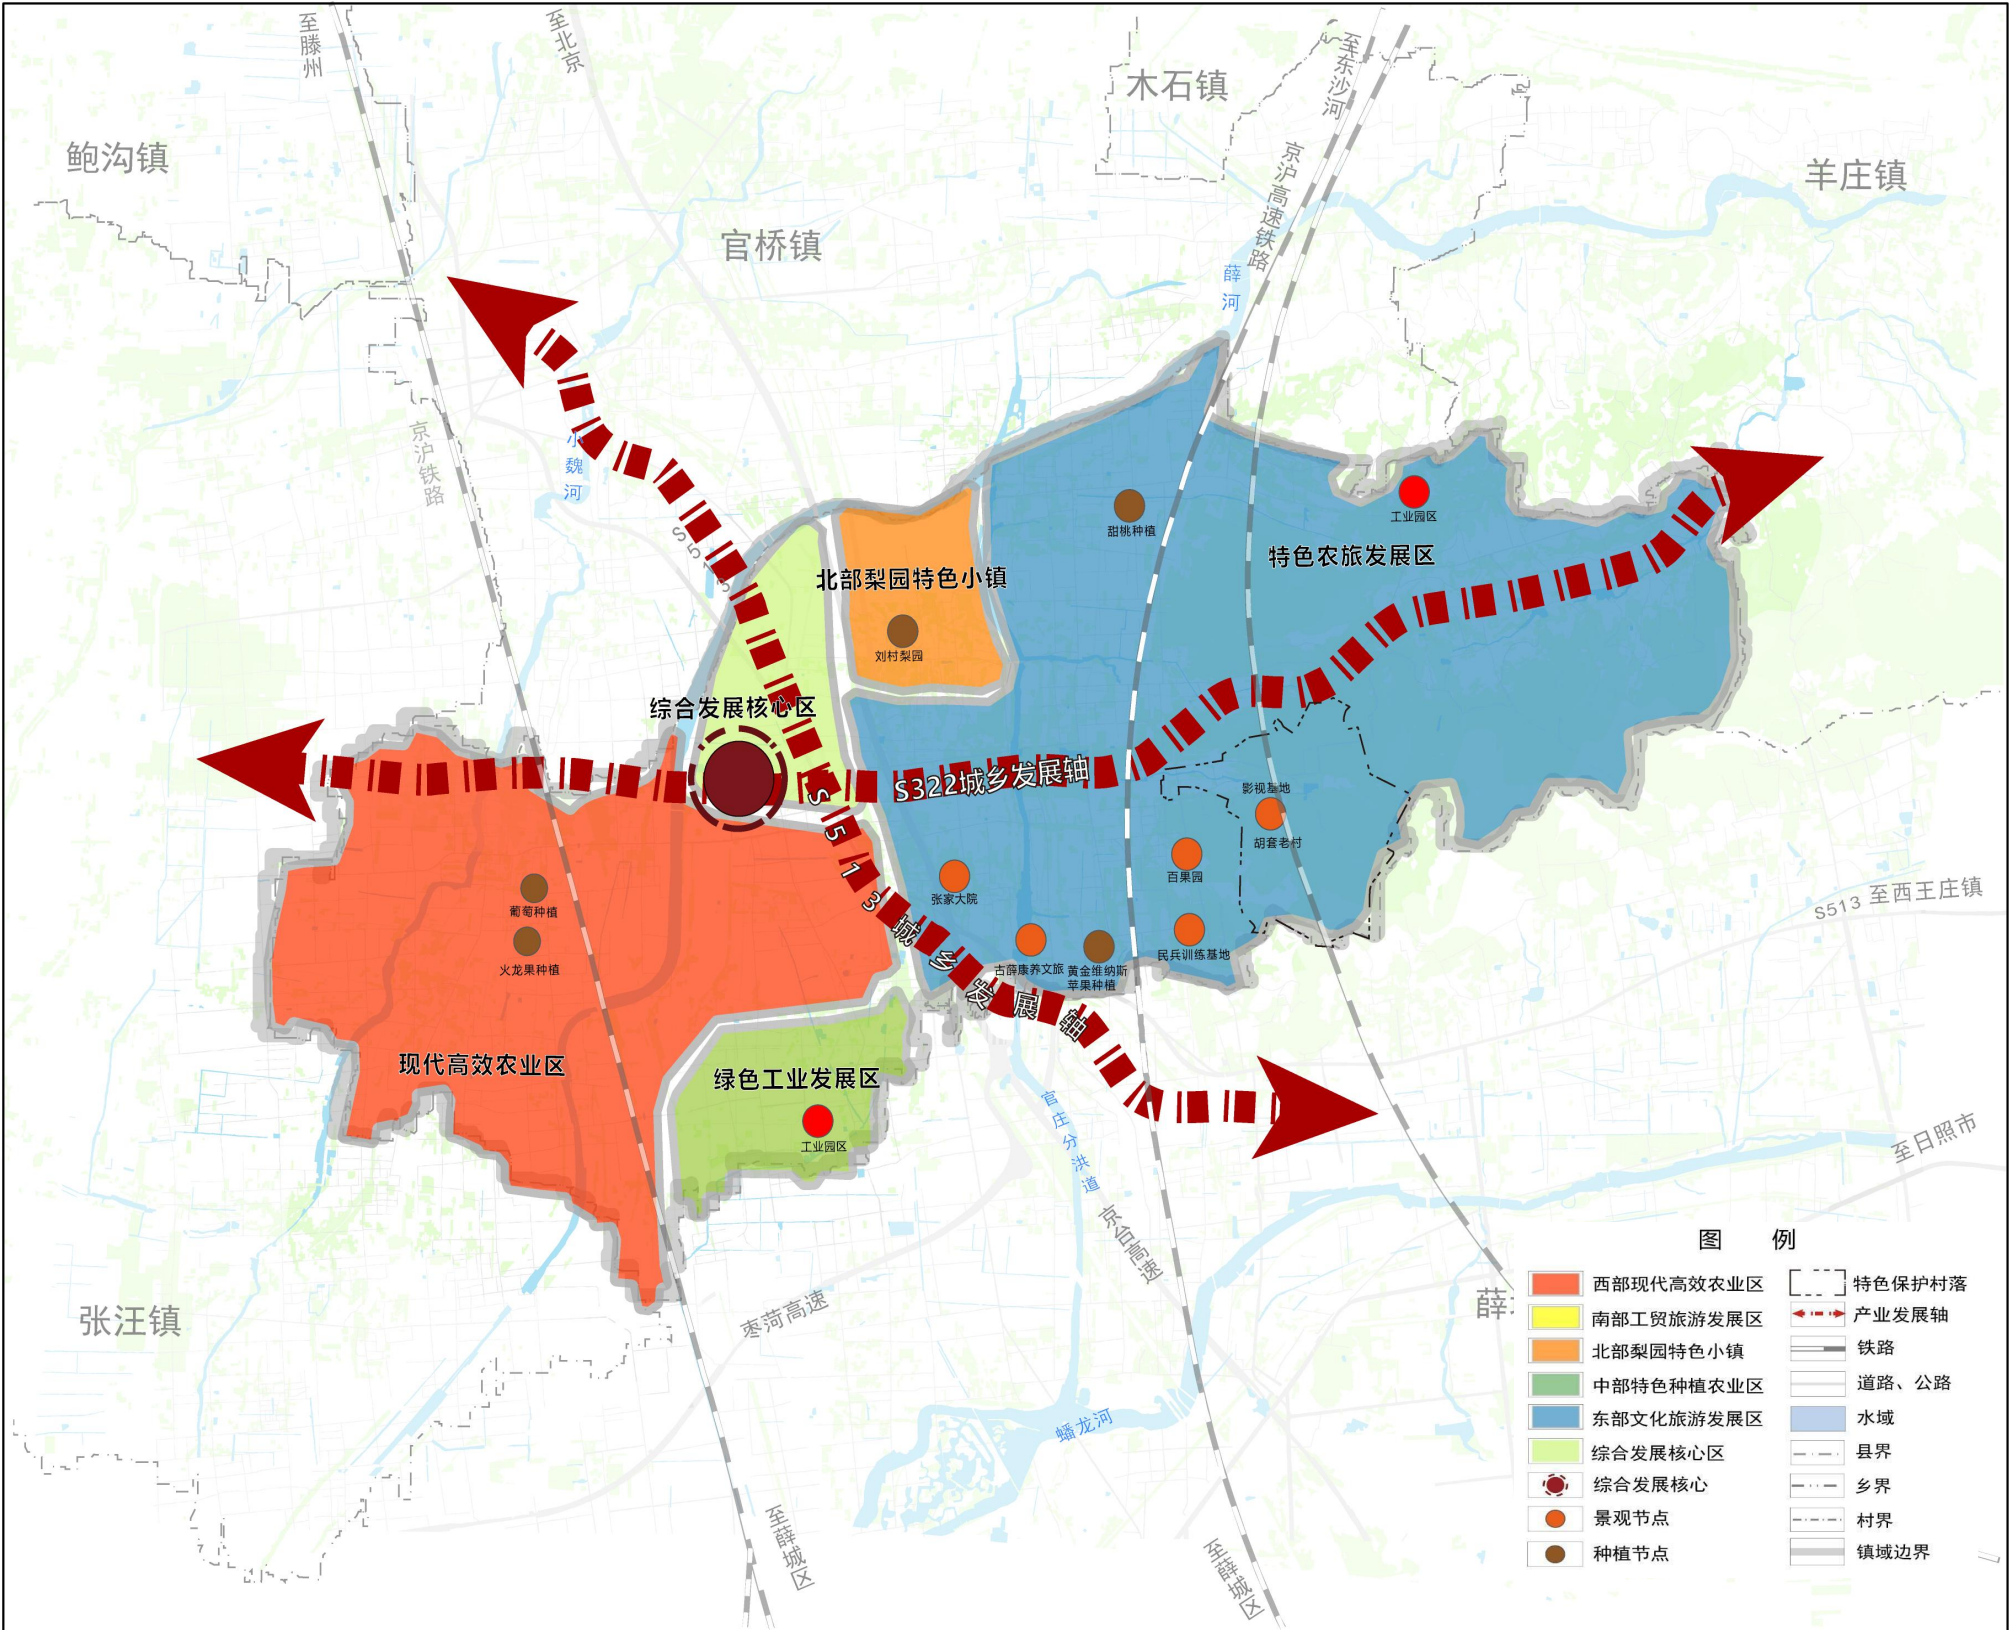 至滕州
至北京
木石镇
至东沙河
鲍沟镇
京沪高速铁路
羊庄镇
官桥镇
薛河
京沪铁路
小魏河
S513
甜桃种植
工业园区
特色农旅发展区
北部梨园特色小镇
刘村梨园
综合发展核心区
S322城乡发展轴
S513城乡发展轴
影视基地
胡套老村
百果园
张家大院
葡萄种植
火龙果种植
古薛康养文旅
黄金维纳斯
苹果种植
民兵训练基地
S513 至西王庄镇
现代高效农业区
绿色工业发展区
工业园区
官庄分洪道
至日照市
京台高速
枣菏高速
张汪镇
薛
蟠龙河
至薛城区
至薛城区
图 例
西部现代高效农业区
南部工贸旅游发展区
北部梨园特色小镇
中部特色种植农业区
东部文化旅游发展区
综合发展核心区
综合发展核心
景观节点
种植节点
特色保护村落
产业发展轴
铁路
道路、公路
水域
县界
乡界
村界
镇域边界